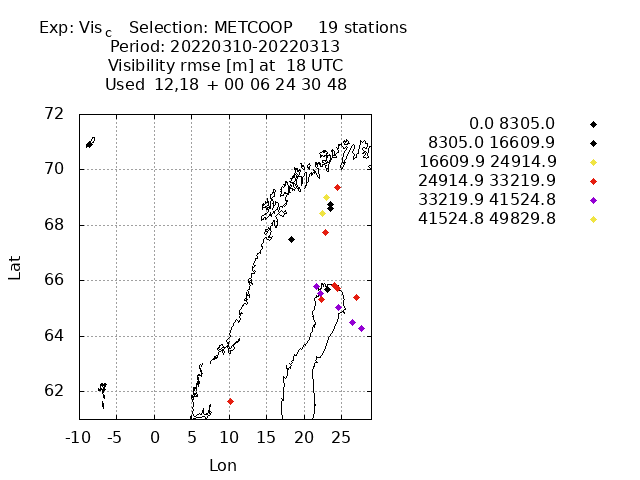 Exp: Vis c   Selection: METCOOP     19 stations
Period: 20220310-20220313
Visibility rmse [m] at  18 UTC
Used  12,18  + 00 06 24 30 48
0.0 8305.0
8305.0 16609.9
16609.9 24914.9
24914.9 33219.9
33219.9 41524.8
41524.8 49829.8
72
70
68
66
64
62
Lat
-10 -5 0 5 10 15 20 25
Lon